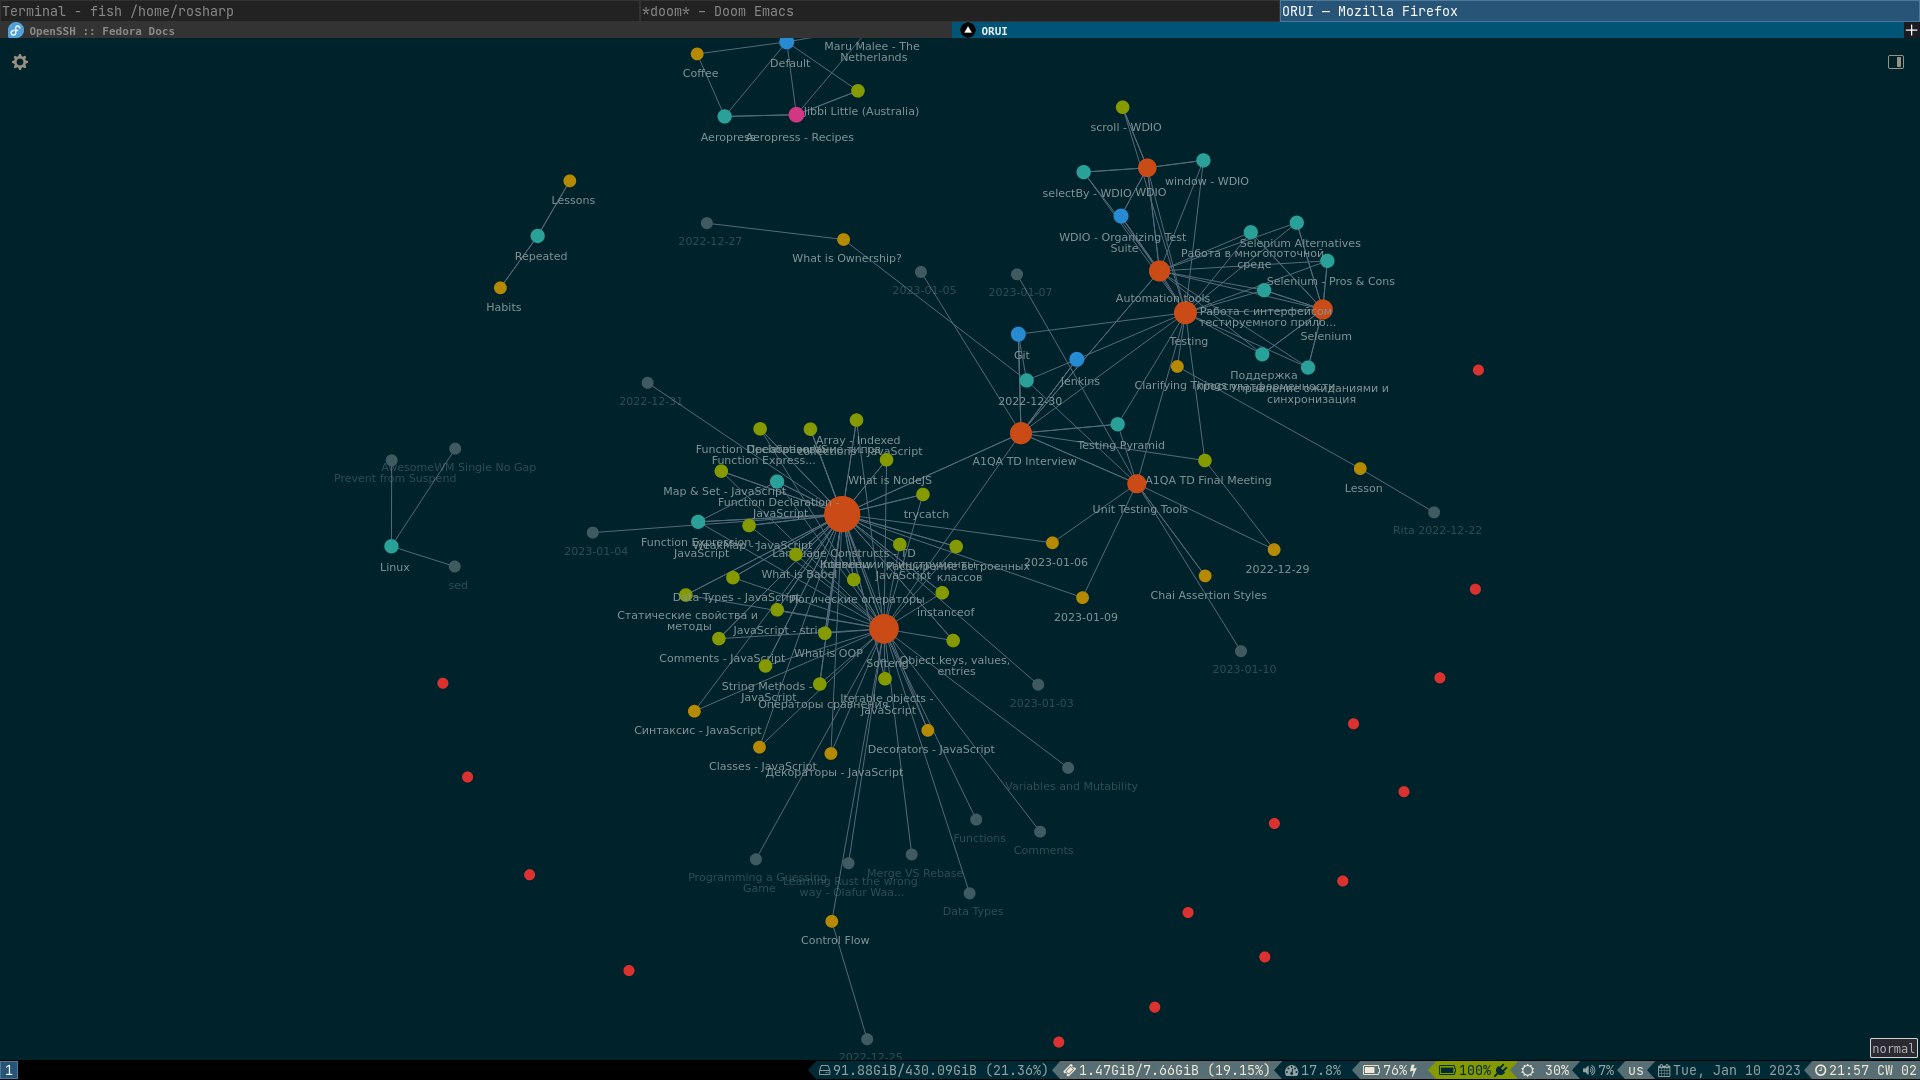 Terminal - fish /home/rosharp
*doom* – Doom Emacs
ORUI — Mozilla Firefox
OpenSSH :: Fedora Docs
ORUI
Maru Malee - The
Netherlands
Default
Coffee
Jibbi Little (Australia)
Aeropress
Aeropress - Recipes
scroll - WDIO
window - WDIO
selectBy - WDIO
WDIO
Lessons
Repeated
Habits
2022-12-27
What is Ownership?
WDIO - Organizing Test
Suite
Selenium Alternatives
Работа в многопоточной
среде
Selenium - Pros & Cons
2023-01-05
2023-01-07
Automation tools
Работа с интерфейсом
тестируемого прило...
Selenium
Testing
Git
Jenkins
Поддержка
кроссплатформенности
Clarifying Things
Управление ожиданиями и
синхронизация
2022-12-31
2022-12-30
Array - Indexed
Testing Pyramid
A1QA TD Interview
AwesomeWM Single No Gap
Prevent from Suspend
Function Express...
What is NodeJS
A1QA TD Final Meeting
Lesson
Map & Set - JavaScript
Function Declaration -
JavaScript
trycatch
Unit Testing Tools
Rita 2022-12-22
2023-01-04
Function Expression -
JavaScript
WeakMap - JavaScript
Language Constructs - JavaScript
Расширение встроенных
классов
2023-01-06
2022-12-29
Linux
sed
What is Babel
Data Types - JavaScript
Логические операторы
instanceof
Chai Assertion Styles
2023-01-09
Статические свойства и
методы
JavaScript - string
What is OOP
Comments - JavaScript
Softeng
Object.keys, values,
entries
2023-01-10
String Methods -
JavaScript
Операторы сравнения
Iterable objects -
JavaScript
2023-01-03
Синтаксис - JavaScript
Decorators - JavaScript
Classes - JavaScript
Декораторы - JavaScript
Variables and Mutability
Functions
Comments
Programming a Guessing
Game
Learning Rust the wrong
way - Olafur Waa...
Merge VS Rebase
Data Types
Control Flow
2022-12-25
normal
1
91.88GiB/430.09GiB (21.36%)
1.47GiB/7.66GiB (19.15%)
17.8%
76%
100%
30%
7%
us
Tue, Jan 10 2023
21:57 CW 02